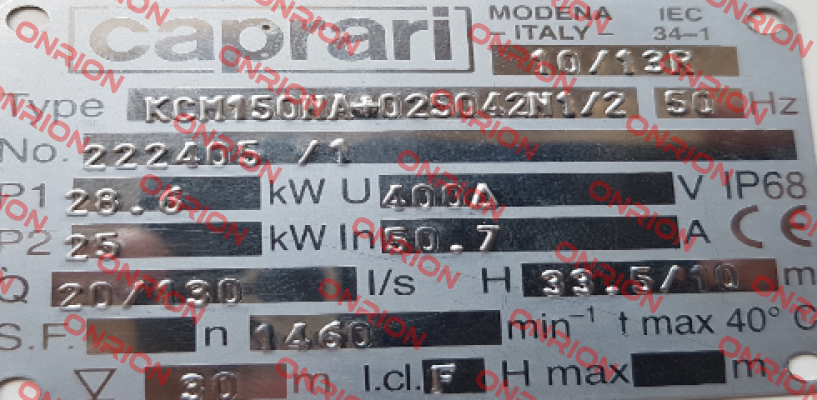 caprari MODENA - ITALY - IEC 34-1
10/13R
Type KCM150NA+025042N1/2 50 Hz
No. 2224D5 /1
P1 28.6 kW U 400Δ V IP68
P2 25 kW In 50.7 A CE
Q 20/130 l/s H 33.5/10 m
S.F. n 1460 min⁻¹ t max 40° C
30 m I.cl. F H max m
ONRION